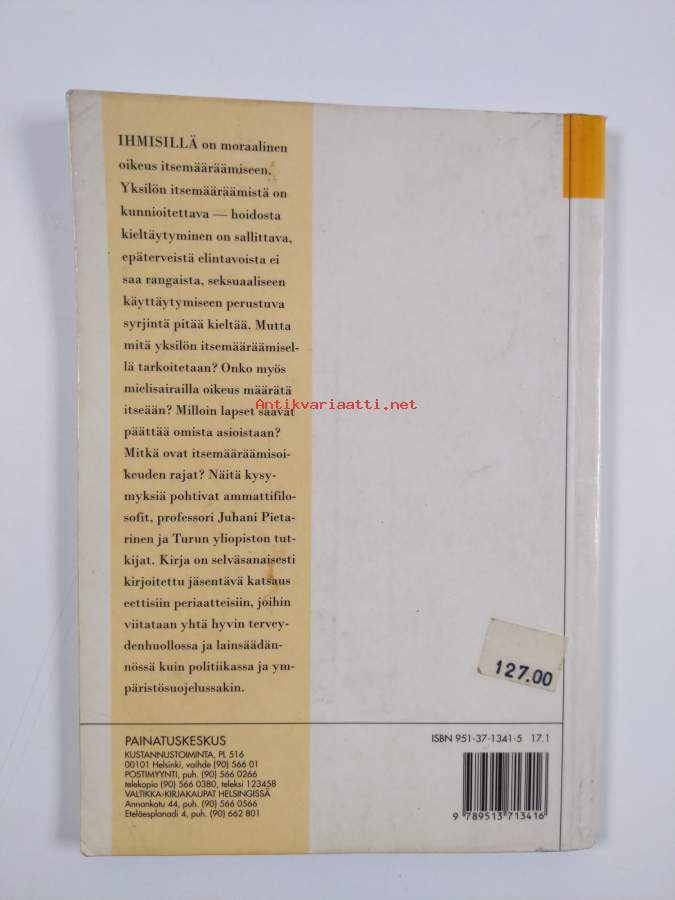 IHMISILLÄ on moraalinen
oikeus itsemääräämiseen.
Yksilön itsemääräämistä on
kunnioitettava — hoidosta
kieltäytyminen on sallittava,
epäterveistä elintavoista ei
saa rangaista, seksuaaliseen
käyttäytymiseen perustuva
syrjintä pitää kieltää. Mutta
mitä yksilön itsemääräämisel-
lä tarkoitetaan? Onko myös
mielisairailla oikeus määrätä
itseään? Milloin lapset saavat
päättää omista asioistaan?
Mitkä ovat itsemääräämisoi-
keuden rajat? Näitä kysy-
myksiä pohtivat ammattifilo-
sofit, professori Juhani Pieta-
rinen ja Turun yliopiston tut-
kijat. Kirja on selväsanaisesti
kirjoitettu jäsentävä katsaus
eettisiin periaatteisiin, joihin
viitataan yhtä hyvin tervey-
denhuollossa ja lainsäädän-
nössä kuin politiikassa ja ym-
päristösuojelussakin.
Antikvariaatti.net
127.00
PAINATUSKESKUS
KUSTANNUSTOIMINTA, PL 516
00101 Helsinki, vaihde (90) 566 01
POSTIMYYNTI, puh. (90) 566 0266
telekopio (90) 566 0380, teleksi 123458
VALTIKKA-KIRJAKAUPAT HELSINGISSÄ
Annankatu 44, puh. (90) 566 0566
Eteläesplanadi 4, puh. (90) 662 801
ISBN 951-37-1341-5 17.1
9 789513 713416